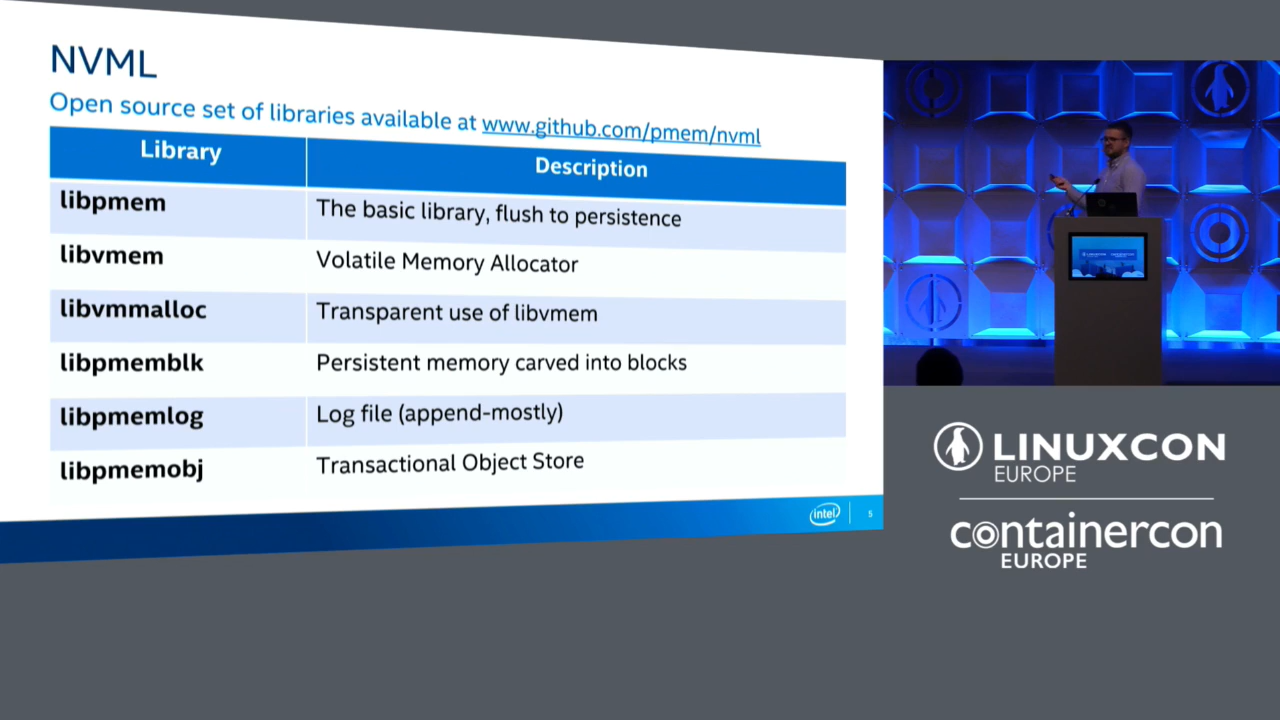 NVML
Open source set of libraries available at www.github.com/pmem/nvml
Library Description
libpmem The basic library, flush to persistence
libvmem Volatile Memory Allocator
libvmmalloc Transparent use of libvmem
libpmemblk Persistent memory carved into blocks
libpmemlog Log file (append-mostly)
libpmemobj Transactional Object Store
intel 5
LINUXCON
EUROPE
containercon
EUROPE